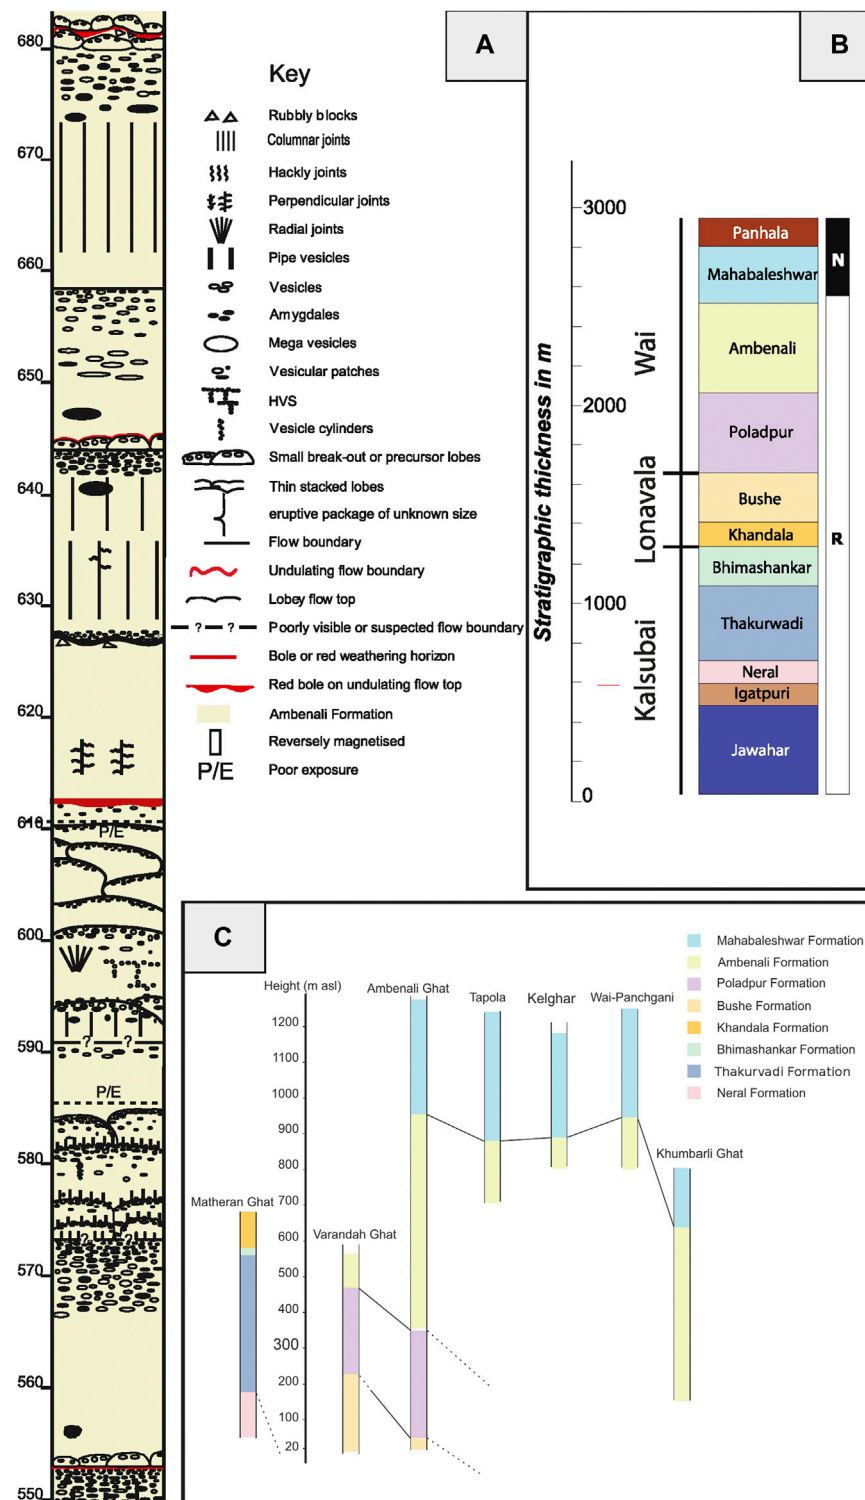 A
Key
Rubbly blocks
Columnar joints
Hackly joints
Perpendicular joints
Radial joints
Pipe vesicles
Vesicles
Amygdales
Mega vesicles
Vesicular patches
HVS
Vesicle cylinders
Small break-out or precursor lobes
Thin stacked lobes
eruptive package of unknown size
Flow boundary
Undulating flow boundary
Lobey flow top
? ? Poorly visible or suspected flow boundary
Bole or red weathering horizon
Red bole on undulating flow top
Ambenali Formation
Reversely magnetised
P/E Poor exposure
680
670
660
650
640
630
620
610
P/E
600
590
? ?
P/E
580
? ?
570
560
550
B
Stratigraphic thickness in m
3000
2000
1000
0
Wai
Lonavala
Kalsubai
Panhala
Mahabaleshwar
Ambenali
Poladpur
Bushe
Khandala
Bhimashankar
Thakurwadi
Neral
Igatpuri
Jawahar
N
R
C
Height (m asl)
1200
1100
1000
900
800
700
600
500
400
300
200
100
20
Matheran Ghat
Varandah Ghat
Ambenali Ghat
Tapola
Kelghar
Wai-Panchgani
Khumbarli Ghat
Mahabaleshwar Formation
Ambenali Formation
Poladpur Formation
Bushe Formation
Khandala Formation
Bhimashankar Formation
Thakurvadi Formation
Neral Formation